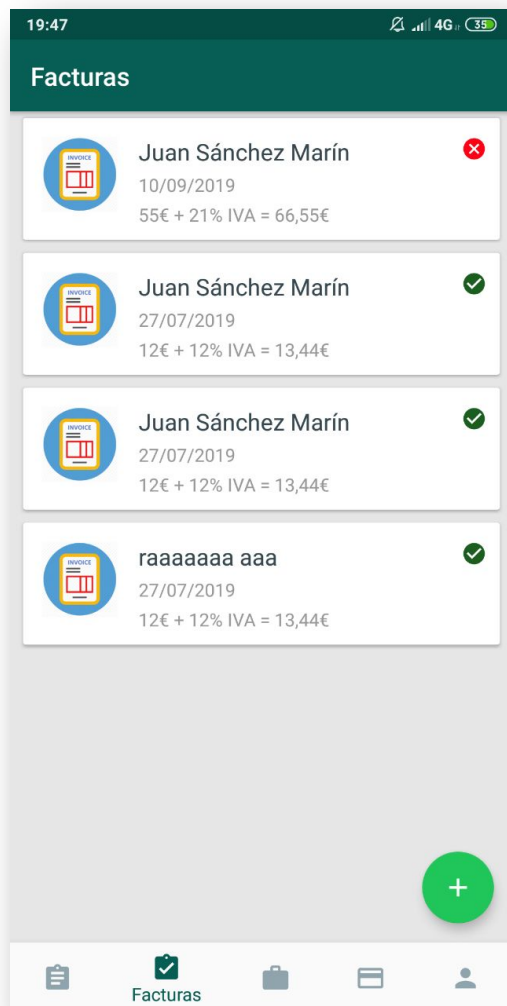 19:47
4G
35
Facturas
INVOICE
Juan Sánchez Marín
10/09/2019
55€ + 21% IVA = 66,55€
INVOICE
Juan Sánchez Marín
27/07/2019
12€ + 12% IVA = 13,44€
INVOICE
Juan Sánchez Marín
27/07/2019
12€ + 12% IVA = 13,44€
INVOICE
raaaaaaa aaa
27/07/2019
12€ + 12% IVA = 13,44€
+
Facturas